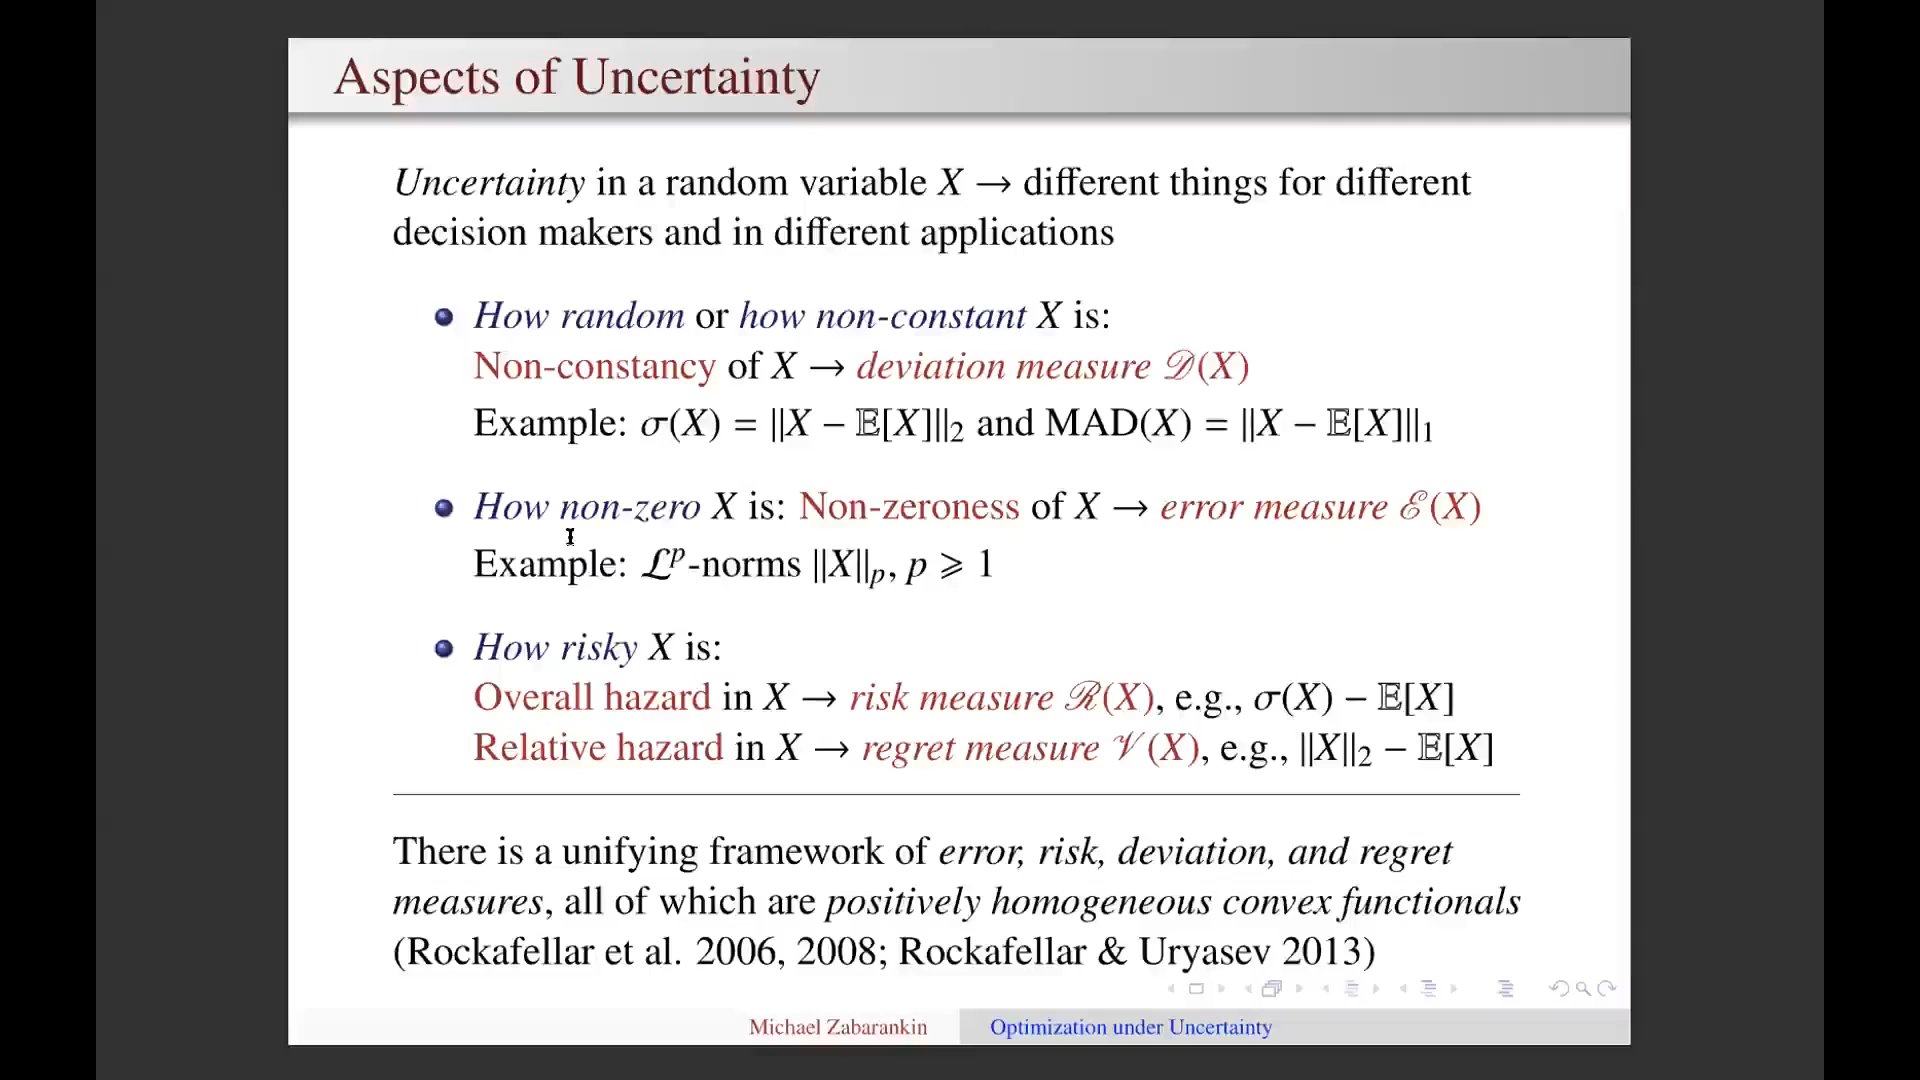 Aspects of Uncertainty
Uncertainty in a random variable X → different things for different
decision makers and in different applications
How random or how non-constant X is:
Non-constancy of X → deviation measure 𝒟(X)
Example: σ(X) = ||X − 𝔼[X]||₂ and MAD(X) = ||X − 𝔼[X]||₁
How non-zero X is: Non-zeroness of X → error measure ℰ(X)
Example: ℒᵖ-norms ||X||ₚ, p ⩾ 1
How risky X is:
Overall hazard in X → risk measure ℛ(X), e.g., σ(X) − 𝔼[X]
Relative hazard in X → regret measure 𝒱(X), e.g., ||X||₂ − 𝔼[X]
There is a unifying framework of error, risk, deviation, and regret
measures, all of which are positively homogeneous convex functionals
(Rockafellar et al. 2006, 2008; Rockafellar & Uryasev 2013)
Michael Zabarankin Optimization under Uncertainty